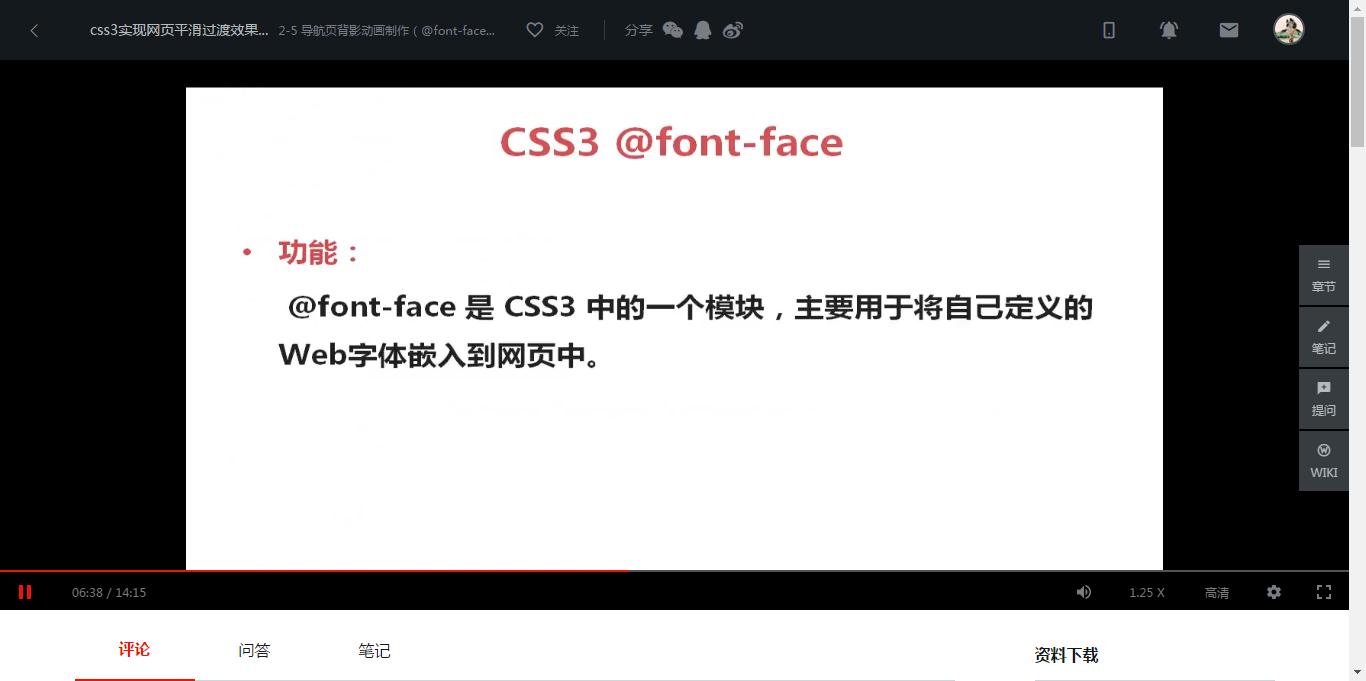 css3实现网页平滑过渡效果... 2-5 导航页背影动画制作（@font-face... 关注 分享
CSS3 @font-face
• 功能：
@font-face 是 CSS3 中的一个模块，主要用于将自己定义的
Web字体嵌入到网页中。
章节
笔记
提问
WIKI
06:38 / 14:15 1.25 X 高清
评论 问答 笔记 资料下载